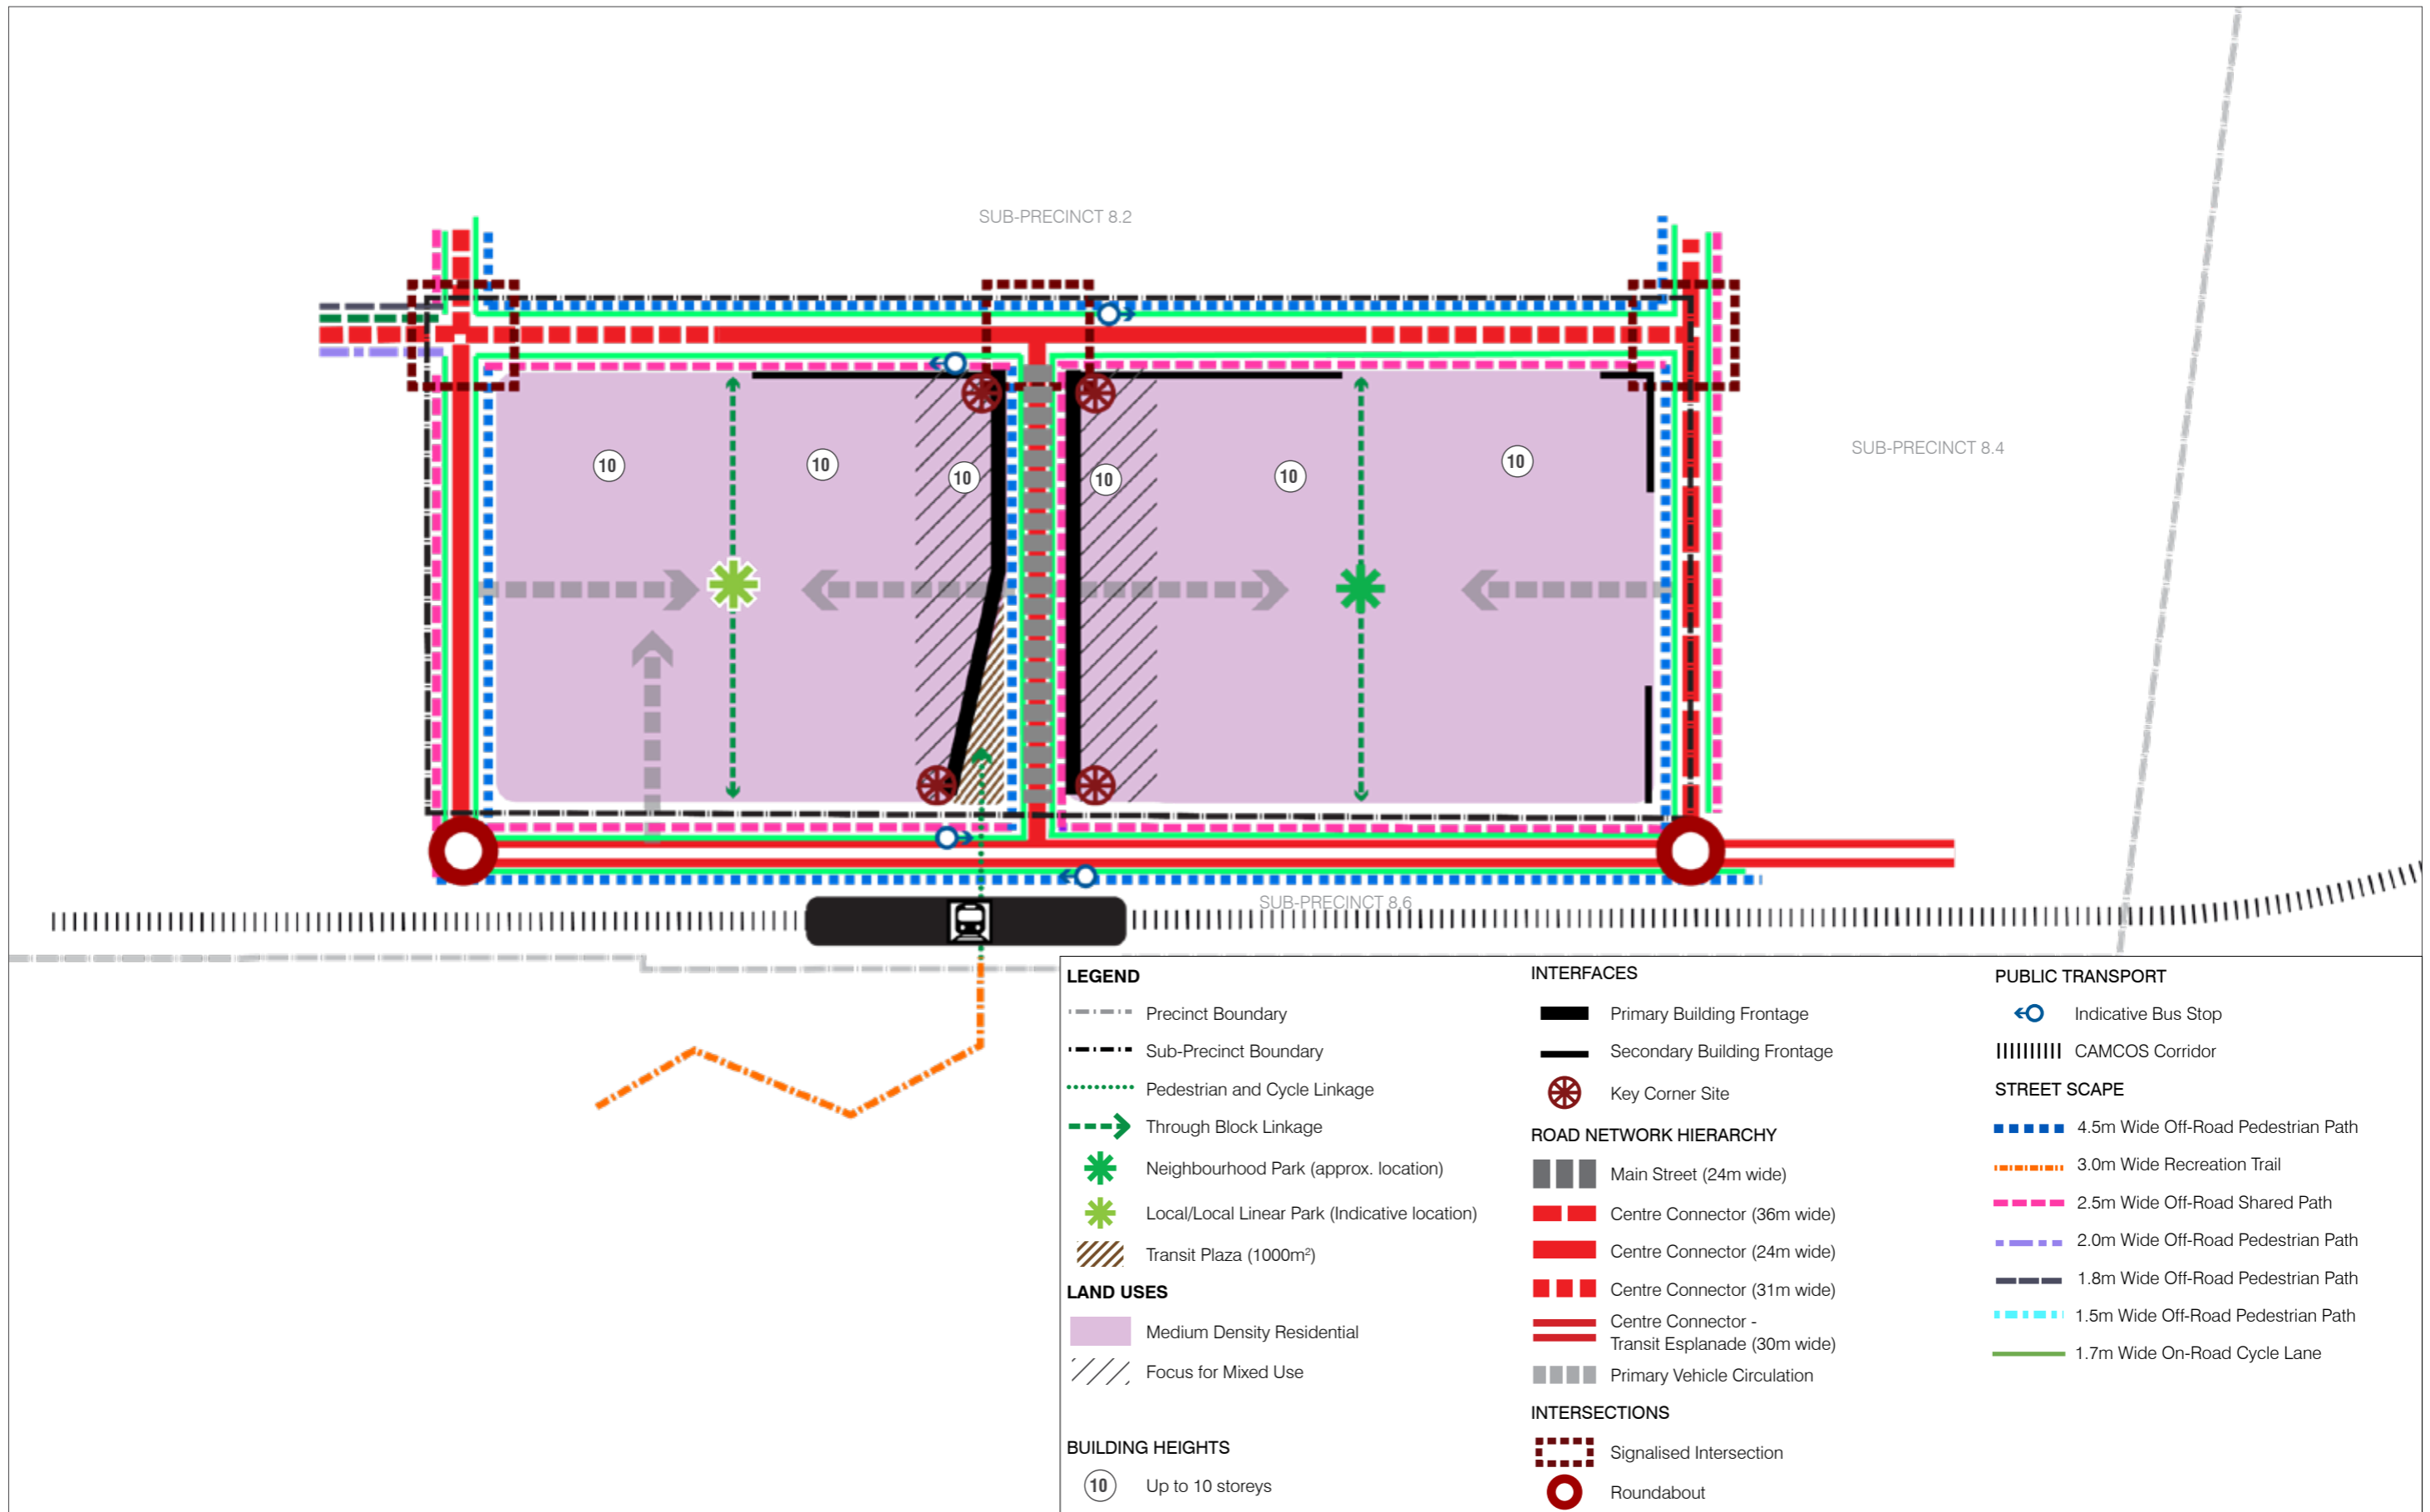 SUB-PRECINCT 8.2
SUB-PRECINCT 8.4
10
10
10
10
10
10
SUB-PRECINCT 8.6
LEGEND
Precinct Boundary
Sub-Precinct Boundary
Pedestrian and Cycle Linkage
Through Block Linkage
Neighbourhood Park (approx. location)
Local/Local Linear Park (Indicative location)
Transit Plaza (1000m²)
LAND USES
Medium Density Residential
Focus for Mixed Use
BUILDING HEIGHTS
10 Up to 10 storeys
INTERFACES
Primary Building Frontage
Secondary Building Frontage
Key Corner Site
ROAD NETWORK HIERARCHY
Main Street (24m wide)
Centre Connector (36m wide)
Centre Connector (24m wide)
Centre Connector (31m wide)
Centre Connector -
Transit Esplanade (30m wide)
Primary Vehicle Circulation
INTERSECTIONS
Signalised Intersection
Roundabout
PUBLIC TRANSPORT
Indicative Bus Stop
CAMCOS Corridor
STREET SCAPE
4.5m Wide Off-Road Pedestrian Path
3.0m Wide Recreation Trail
2.5m Wide Off-Road Shared Path
2.0m Wide Off-Road Pedestrian Path
1.8m Wide Off-Road Pedestrian Path
1.5m Wide Off-Road Pedestrian Path
1.7m Wide On-Road Cycle Lane